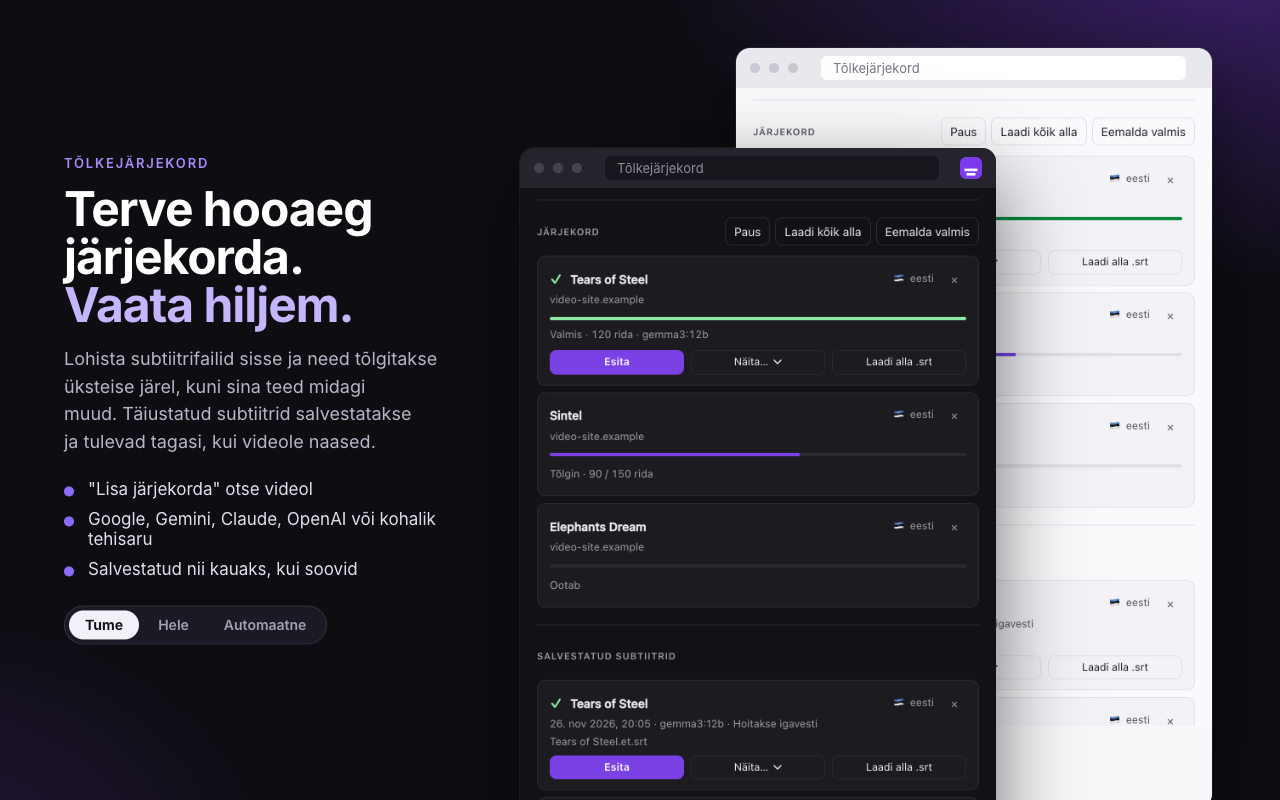 TÕLKEJÄRJEKORD
Terve hooaeg
järjekorda.
Vaata hiljem.
Lohista subtiitrifailid sisse ja need tõlgitakse
üksteise järel, kuni sina teed midagi
muud. Täiustatud subtiitrid salvestatakse
ja tulevad tagasi, kui videole naased.
"Lisa järjekorda" otse videol
Google, Gemini, Claude, OpenAI või kohalik
tehisaru
Salvestatud nii kauaks, kui soovid
Tume Hele Automaatne
Tõlkejärjekord
JÄRJEKORD Paus Laadi kõik alla Eemalda valmis
Tears of Steel eesti ×
video-site.example
Valmis · 120 rida · gemma3:12b
Esita Näita... Laadi alla .srt
Sintel eesti ×
video-site.example
Tõlgin · 90 / 150 rida
Elephants Dream eesti ×
video-site.example
Ootab
SALVESTATUD SUBTIITRID
Tears of Steel eesti ×
26. nov 2026, 20:05 · gemma3:12b · Hoitakse igavesti
Tears of Steel.et.srt
Esita Näita... Laadi alla .srt
Tõlkejärjekord
JÄRJEKORD Paus Laadi kõik alla Eemalda valmis
eesti ×
Laadi alla .srt
eesti ×
eesti ×
eesti ×
igavesti
Laadi alla .srt
eesti ×